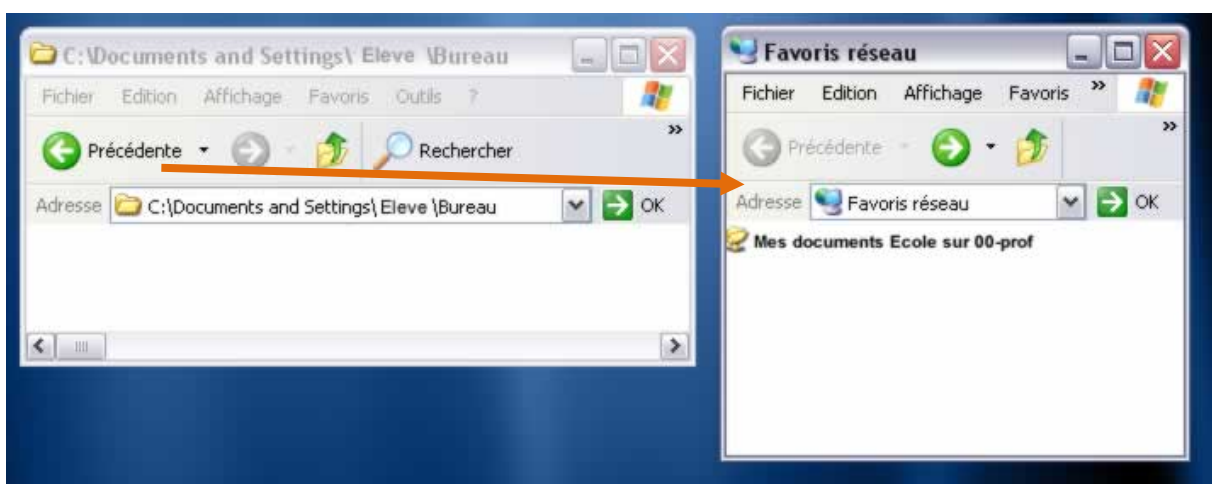 C:\Documents and Settings\ Eleve \Bureau
Fichier Edition Affichage Favoris Outils ?
Précédente Rechercher »
Adresse C:\Documents and Settings\ Eleve \Bureau OK
Favoris réseau
Fichier Edition Affichage Favoris »
Précédente »
Adresse Favoris réseau OK
Mes documents Ecole sur 00-prof